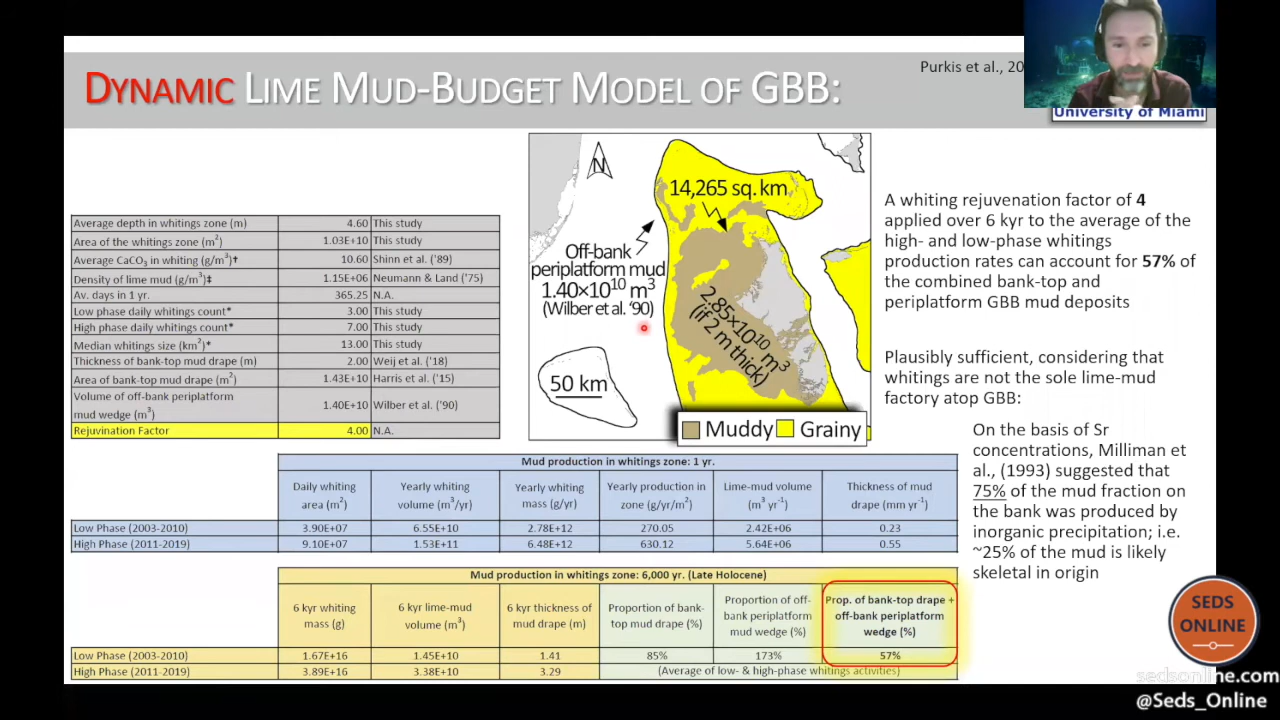 DYNAMIC LIME MUD-BUDGET MODEL OF GBB:
Purkis et al., 20
University of Miami
Average depth in whitings zone (m) 4.60 This study
Area of the whitings zone (m²) 1.03E+10 This study
Average CaCO₃ in whiting (g/m³)† 10.60 Shinn et al. ('89)
Density of lime mud (g/m³)‡ 1.15E+06 Neumann & Land ('75)
Av. days in 1 yr. 365.25 N.A.
Low phase daily whitings count* 3.00 This study
High phase daily whitings count* 7.00 This study
Median whitings size (km²)* 13.00 This study
Thickness of bank-top mud drape (m) 2.00 Weij et al. ('18)
Area of bank-top mud drape (m²) 1.43E+10 Harris et al. ('15)
Volume of off-bank periplatform
mud wedge (m³) 1.40E+10 Wilber et al. ('90)
Rejuvination Factor 4.00 N.A.
N
14,265 sq. km
Off-bank
periplatform mud
1.40×10¹⁰ m³
(Wilber et al. '90)
2.85×10¹⁰ m³
(if 2 m thick)
50 km
Muddy Grainy
A whiting rejuvenation factor of 4
applied over 6 kyr to the average of the
high- and low-phase whitings
production rates can account for 57% of
the combined bank-top and
periplatform GBB mud deposits
Plausibly sufficient, considering that
whitings are not the sole lime-mud
factory atop GBB:
On the basis of Sr
concentrations, Milliman et
al., (1993) suggested that
75% of the mud fraction on
the bank was produced by
inorganic precipitation; i.e.
~25% of the mud is likely
skeletal in origin
Mud production in whitings zone: 1 yr.
Daily whiting area (m²) Yearly whiting volume (m³/yr) Yearly whiting mass (g/yr) Yearly production in zone (g/yr/m²) Lime-mud volume (m³ yr⁻¹) Thickness of mud drape (mm yr⁻¹)
Low Phase (2003-2010) 3.90E+07 6.55E+10 2.78E+12 270.05 2.42E+06 0.23
High Phase (2011-2019) 9.10E+07 1.53E+11 6.48E+12 630.12 5.64E+06 0.55
Mud production in whitings zone: 6,000 yr. (Late Holocene)
6 kyr whiting mass (g) 6 kyr lime-mud volume (m³) 6 kyr thickness of mud drape (m) Proportion of bank-top mud drape (%) Proportion of off-bank periplatform mud wedge (%) Prop. of bank-top drape + off-bank periplatform wedge (%)
Low Phase (2003-2010) 1.67E+16 1.45E+10 1.41 85% 173% 57%
High Phase (2011-2019) 3.89E+16 3.38E+10 3.29 (Average of low- & high-phase whitings activities)
SEDS
ONLINE
sedsonline.com
@Seds_Online